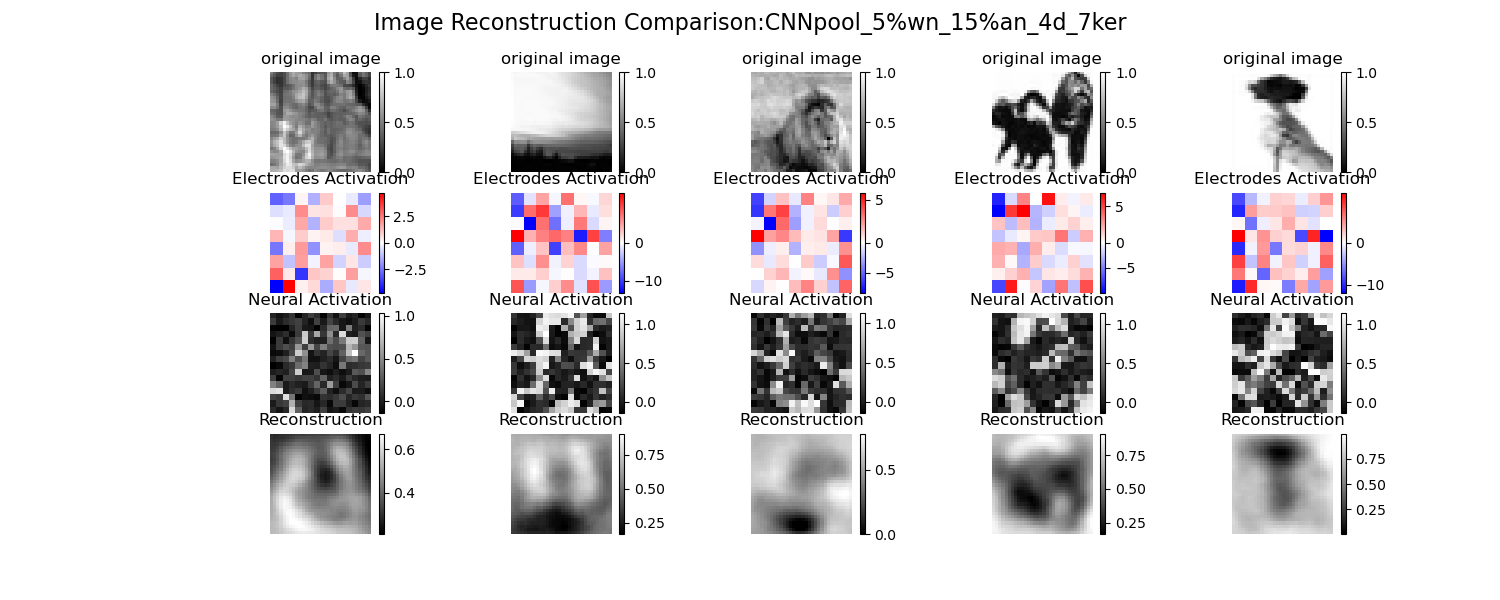 Image Reconstruction Comparison:CNNpool_5%wn_15%an_4d_7ker
original image original image original image original image original image
1.0 1.0 1.0 1.0 1.0
0.5 0.5 0.5 0.5 0.5
0.0 0.0 0.0 0.0 0.0
Electrodes Activation Electrodes Activation Electrodes Activation Electrodes Activation Electrodes Activation
2.5 5 5
0.0 0 0 0 0
−2.5 −10 −5 −5 −10
Neural Activation Neural Activation Neural Activation Neural Activation Neural Activation
1.0 1.0 1.0 1.0 1.0
0.5 0.5 0.5 0.5 0.5
0.0 0.0 0.0 0.0 0.0
Reconstruction Reconstruction Reconstruction Reconstruction Reconstruction
0.6 0.75 0.5 0.75 0.75
0.4 0.50 0.0 0.50 0.50
0.25 0.25 0.25